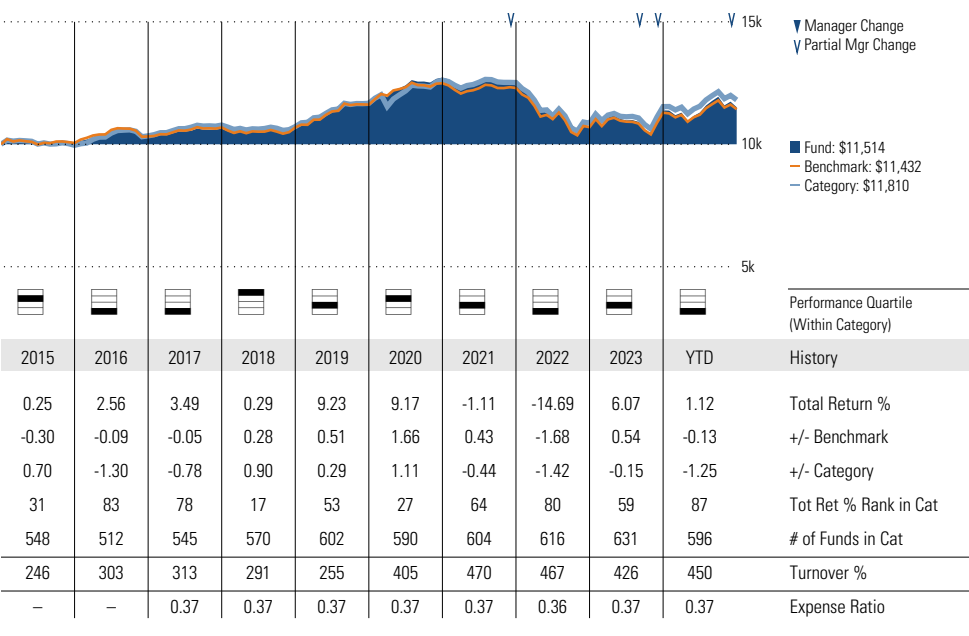 15k
▼ Manager Change
V Partial Mgr Change
10k
Fund: $11,514
Benchmark: $11,432
Category: $11,810
5k
Performance Quartile
(Within Category)
2015 2016 2017 2018 2019 2020 2021 2022 2023 YTD History
0.25 2.56 3.49 0.29 9.23 9.17 -1.11 -14.69 6.07 1.12 Total Return %
-0.30 -0.09 -0.05 0.28 0.51 1.66 0.43 -1.68 0.54 -0.13 +/- Benchmark
0.70 -1.30 -0.78 0.90 0.29 1.11 -0.44 -1.42 -0.15 -1.25 +/- Category
31 83 78 17 53 27 64 80 59 87 Tot Ret % Rank in Cat
548 512 545 570 602 590 604 616 631 596 # of Funds in Cat
246 303 313 291 255 405 470 467 426 450 Turnover %
– – 0.37 0.37 0.37 0.37 0.37 0.36 0.37 0.37 Expense Ratio